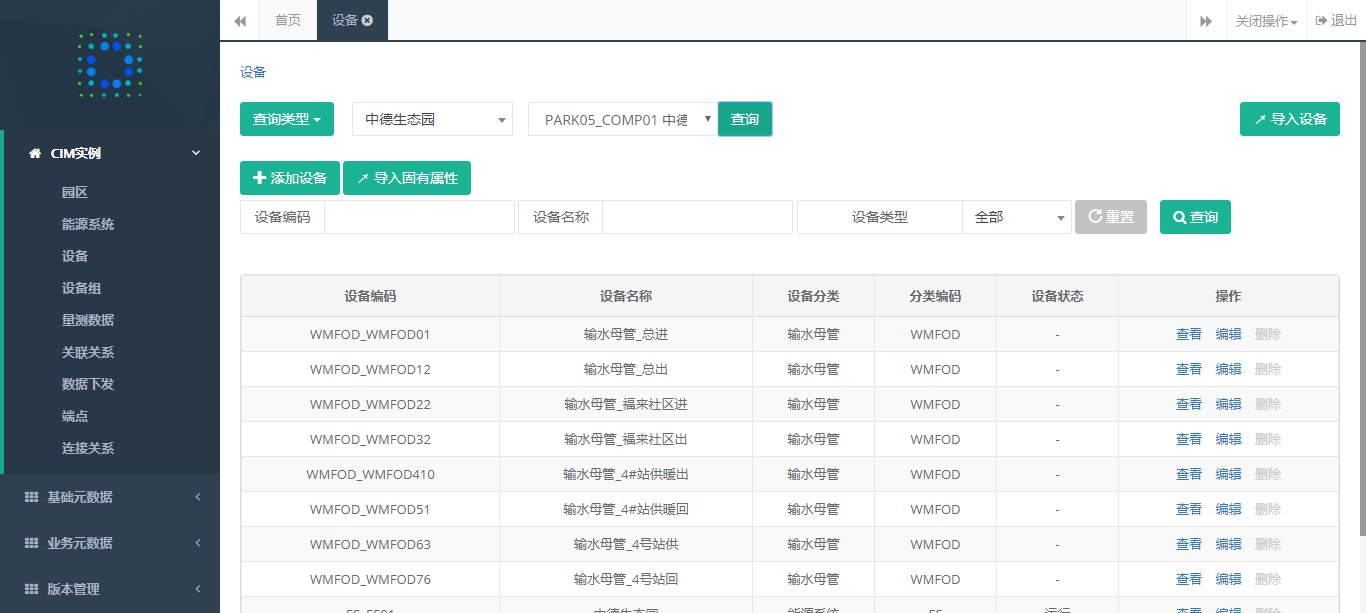 首页 设备 关闭操作 退出
设备
查询类型 中德生态园 PARK05_COMP01 中德 查询 导入设备
CIM实例
园区
能源系统
设备
设备组
量测数据
关联关系
数据下发
端点
连接关系
基础元数据
业务元数据
版本管理
添加设备 导入固有属性
设备编码 设备名称 设备类型 全部 重置 查询
设备编码 设备名称 设备分类 分类编码 设备状态 操作
WMFOD_WMFOD01 输水母管_总进 输水母管 WMFOD - 查看 编辑 删除
WMFOD_WMFOD12 输水母管_总出 输水母管 WMFOD - 查看 编辑 删除
WMFOD_WMFOD22 输水母管_福来社区进 输水母管 WMFOD - 查看 编辑 删除
WMFOD_WMFOD32 输水母管_福来社区出 输水母管 WMFOD - 查看 编辑 删除
WMFOD_WMFOD410 输水母管_4#站供暖出 输水母管 WMFOD - 查看 编辑 删除
WMFOD_WMFOD51 输水母管_4#站供暖回 输水母管 WMFOD - 查看 编辑 删除
WMFOD_WMFOD63 输水母管_4号站供 输水母管 WMFOD - 查看 编辑 删除
WMFOD_WMFOD76 输水母管_4号站回 输水母管 WMFOD - 查看 编辑 删除
ES_ES01 中德生态园 能源系统 ES 运行 查看 编辑 删除